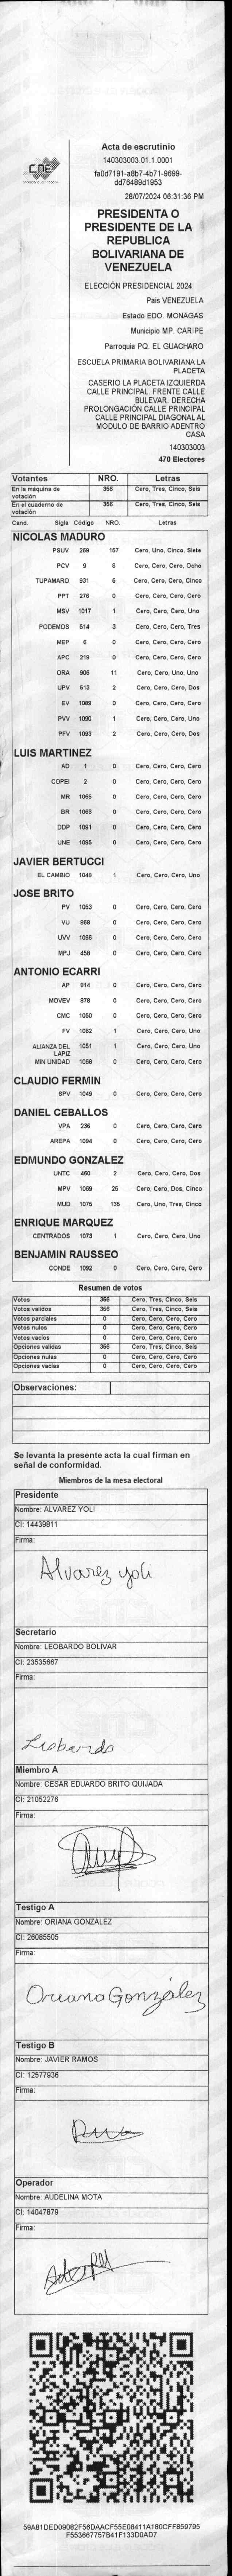 CNE
Acta de escrutinio
140303003.01.1.0001
fa0d7191-a8b7-4b71-9699-
dd76489d1953
28/07/2024 06:31:36 PM
PRESIDENTA O
PRESIDENTE DE LA
REPUBLICA
BOLIVARIANA DE
VENEZUELA
ELECCIÓN PRESIDENCIAL 2024
Pais VENEZUELA
Estado EDO. MONAGAS
Municipio MP. CARIPE
Parroquia PQ. EL GUACHARO
ESCUELA PRIMARIA BOLIVARIANA LA
PLACETA
CASERIO LA PLACETA IZQUIERDA
CALLE PRINCIPAL. FRENTE CALLE
BULEVAR. DERECHA
PROLONGACIÓN CALLE PRINCIPAL
CALLE PRINCIPAL DIAGONAL AL
MODULO DE BARRIO ADENTRO
CASA
140303003
470 Electores
Votantes NRO. Letras
En la máquina de votación 356 Cero, Tres, Cinco, Seis
En el cuaderno de votación 356 Cero, Tres, Cinco, Seis
Cand. Sigla Código NRO. Letras
NICOLAS MADURO
PSUV 269 157 Cero, Uno, Cinco, Siete
PCV 9 8 Cero, Cero, Cero, Ocho
TUPAMARO 931 5 Cero, Cero, Cero, Cinco
PPT 276 0 Cero, Cero, Cero, Cero
MSV 1017 1 Cero, Cero, Cero, Uno
PODEMOS 514 3 Cero, Cero, Cero, Tres
MEP 6 0 Cero, Cero, Cero, Cero
APC 219 0 Cero, Cero, Cero, Cero
ORA 905 11 Cero, Cero, Uno, Uno
UPV 513 2 Cero, Cero, Cero, Dos
EV 1089 0 Cero, Cero, Cero, Cero
PVV 1090 1 Cero, Cero, Cero, Uno
PFV 1093 2 Cero, Cero, Cero, Dos
LUIS MARTINEZ
AD 1 0 Cero, Cero, Cero, Cero
COPEI 2 0 Cero, Cero, Cero, Cero
MR 1065 0 Cero, Cero, Cero, Cero
BR 1066 0 Cero, Cero, Cero, Cero
DDP 1091 0 Cero, Cero, Cero, Cero
UNE 1095 0 Cero, Cero, Cero, Cero
JAVIER BERTUCCI
EL CAMBIO 1048 1 Cero, Cero, Cero, Uno
JOSE BRITO
PV 1053 0 Cero, Cero, Cero, Cero
VU 868 0 Cero, Cero, Cero, Cero
UVV 1096 0 Cero, Cero, Cero, Cero
MPJ 458 0 Cero, Cero, Cero, Cero
ANTONIO ECARRI
AP 814 0 Cero, Cero, Cero, Cero
MOVEV 878 0 Cero, Cero, Cero, Cero
CMC 1050 0 Cero, Cero, Cero, Cero
FV 1062 1 Cero, Cero, Cero, Uno
ALIANZA DEL LAPIZ 1051 1 Cero, Cero, Cero, Uno
MIN UNIDAD 1068 0 Cero, Cero, Cero, Cero
CLAUDIO FERMIN
SPV 1049 0 Cero, Cero, Cero, Cero
DANIEL CEBALLOS
VPA 236 0 Cero, Cero, Cero, Cero
AREPA 1094 0 Cero, Cero, Cero, Cero
EDMUNDO GONZALEZ
UNTC 460 2 Cero, Cero, Cero, Dos
MPV 1069 25 Cero, Cero, Dos, Cinco
MUD 1075 135 Cero, Uno, Tres, Cinco
ENRIQUE MARQUEZ
CENTRADOS 1073 1 Cero, Cero, Cero, Uno
BENJAMIN RAUSSEO
CONDE 1092 0 Cero, Cero, Cero, Cero
Resumen de votos
Votos 356 Cero, Tres, Cinco, Seis
Votos validos 356 Cero, Tres, Cinco, Seis
Votos parciales 0 Cero, Cero, Cero, Cero
Votos nulos 0 Cero, Cero, Cero, Cero
Votos vacios 0 Cero, Cero, Cero, Cero
Opciones validas 356 Cero, Tres, Cinco, Seis
Opciones nulas 0 Cero, Cero, Cero, Cero
Opciones vacias 0 Cero, Cero, Cero, Cero
Observaciones:
Se levanta la presente acta la cual firman en
señal de conformidad.
Miembros de la mesa electoral
Presidente
Nombre: ALVAREZ YOLI
CI: 14439811
Firma:
Alvarez yoli
Secretario
Nombre: LEOBARDO BOLIVAR
CI: 23535667
Firma:
Leobardo
Miembro A
Nombre: CESAR EDUARDO BRITO QUIJADA
CI: 21052276
Firma:
Testigo A
Nombre: ORIANA GONZALEZ
CI: 26085505
Firma:
Oriana González
Testigo B
Nombre: JAVIER RAMOS
CI: 12577936
Firma:
Operador
Nombre: AUDELINA MOTA
CI: 14047879
Firma:
59A81DED09082F56DAACF55E08411A180CFF859795
F553667757B41F133D0AD7